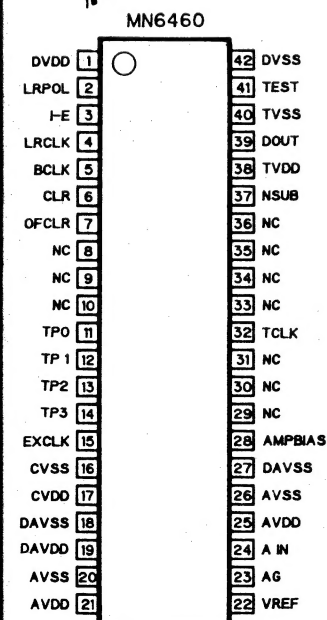 MN6460
DVDD 1 42 DVSS
LRPOL 2 41 TEST
I-E 3 40 TVSS
LRCLK 4 39 DOUT
BCLK 5 38 TVDD
CLR 6 37 NSUB
OFCLR 7 36 NC
NC 8 35 NC
NC 9 34 NC
NC 10 33 NC
TP0 11 32 TCLK
TP 1 12 31 NC
TP2 13 30 NC
TP3 14 29 NC
EXCLK 15 28 AMPBIAS
CVSS 16 27 DAVSS
CVDD 17 26 AVSS
DAVSS 18 25 AVDD
DAVDD 19 24 A IN
AVSS 20 23 AG
AVDD 21 22 VREF